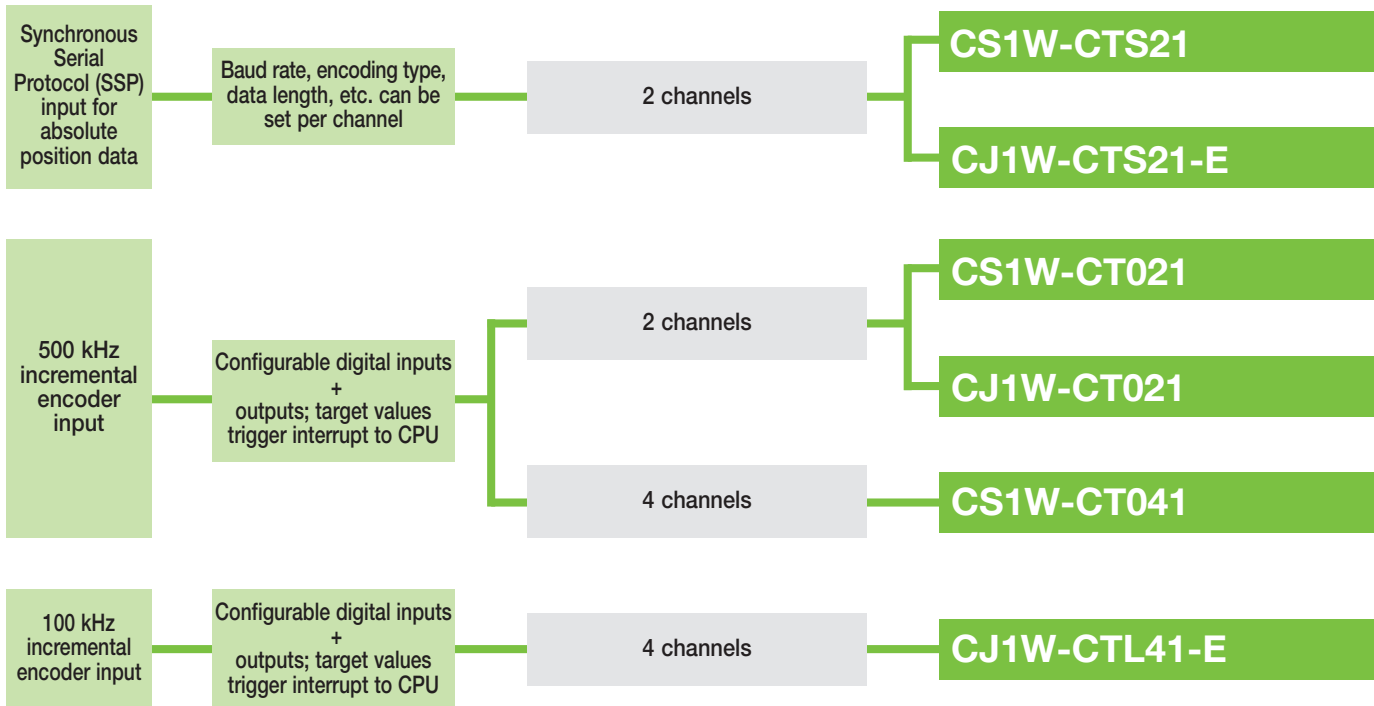 Synchronous
Serial
Protocol (SSP)
input for
absolute
position data
Baud rate, encoding type,
data length, etc. can be
set per channel
2 channels
CS1W-CTS21
CJ1W-CTS21-E
500 kHz
incremental
encoder
input
Configurable digital inputs
+
outputs; target values
trigger interrupt to CPU
2 channels
CS1W-CT021
CJ1W-CT021
4 channels
CS1W-CT041
100 kHz
incremental
encoder input
Configurable digital inputs
+
outputs; target values
trigger interrupt to CPU
4 channels
CJ1W-CTL41-E